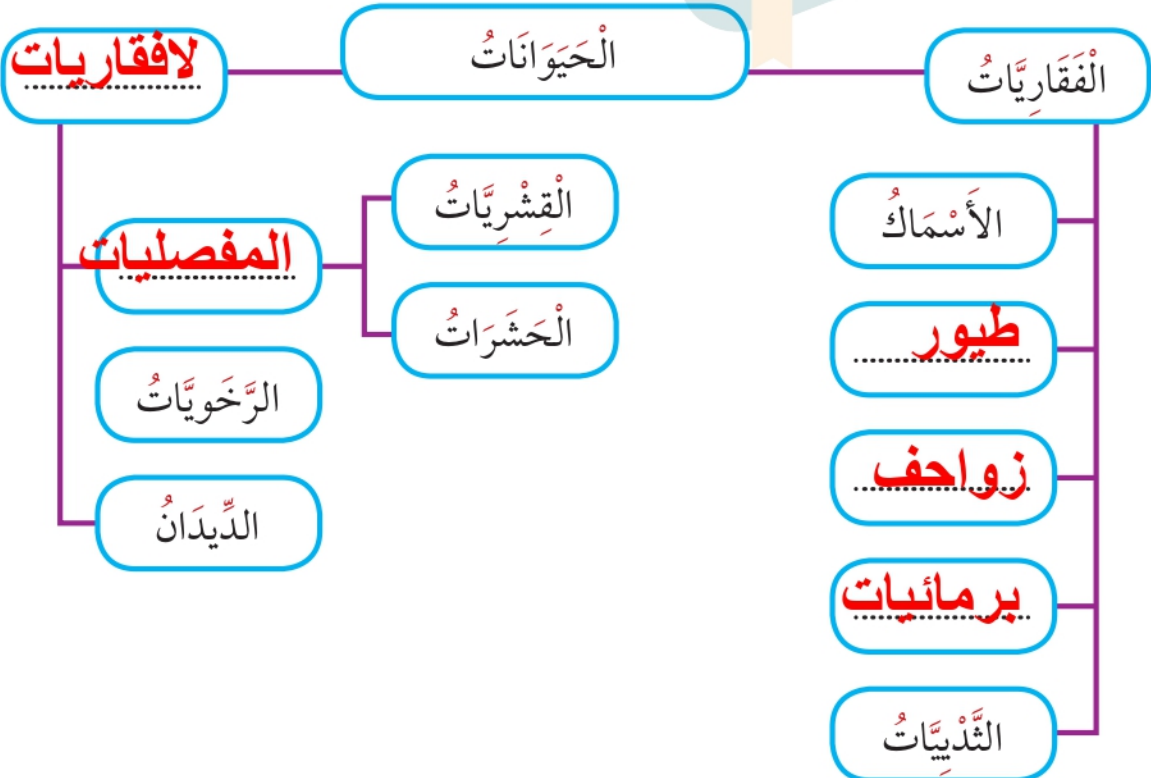 الْحَيَوَانَاتُ
الْفَقَارِيَّاتُ
الأَسْمَاكُ
طيور
زواحف
برمائيات
الثَّدْيِيَّاتُ
لافقاريات
المفصليات
الْقِشْرِيَّاتُ
الْحَشَرَاتُ
الرَّخَوِيَّاتُ
الدِّيدَانُ